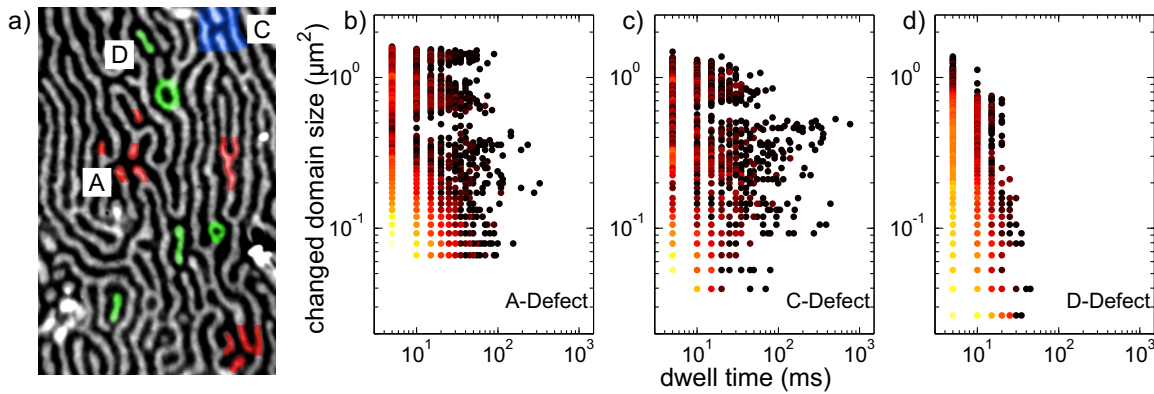 a)
D
C
A
b)
c)
d)
changed domain size (µm²)
10⁰
10⁻¹
A-Defect
10¹ 10² 10³
10⁰
10⁻¹
C-Defect
10¹ 10² 10³
10⁰
10⁻¹
D-Defect
10¹ 10² 10³
dwell time (ms)